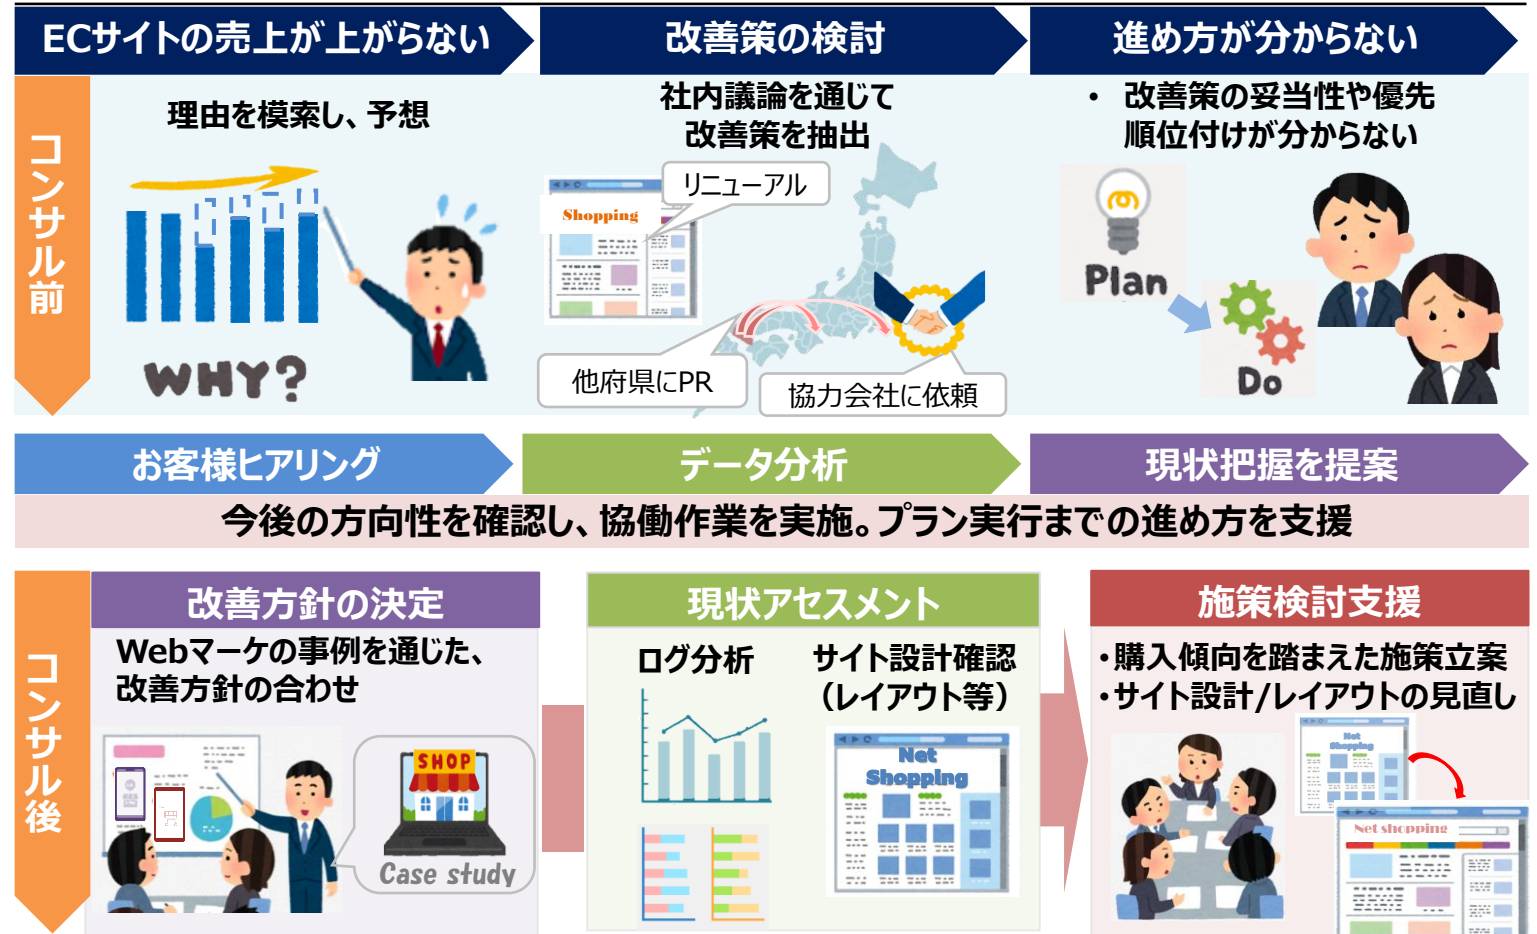 ECサイトの売上が上がらない
改善策の検討
進め方が分からない
コンサル前
理由を模索し、予想
WHY?
社内議論を通じて
改善策を抽出
リニューアル
Shopping
他府県にPR
協力会社に依頼
・ 改善策の妥当性や優先
順位付けが分からない
Plan
Do
お客様ヒアリング
データ分析
現状把握を提案
今後の方向性を確認し、協働作業を実施。プラン実行までの進め方を支援
コンサル後
改善方針の決定
Webマーケの事例を通じた、
改善方針の合わせ
SHOP
Case study
現状アセスメント
ログ分析
サイト設計確認
（レイアウト等）
Net
Shopping
施策検討支援
・購入傾向を踏まえた施策立案
・サイト設計/レイアウトの見直し
Net
Shopping
Net shopping